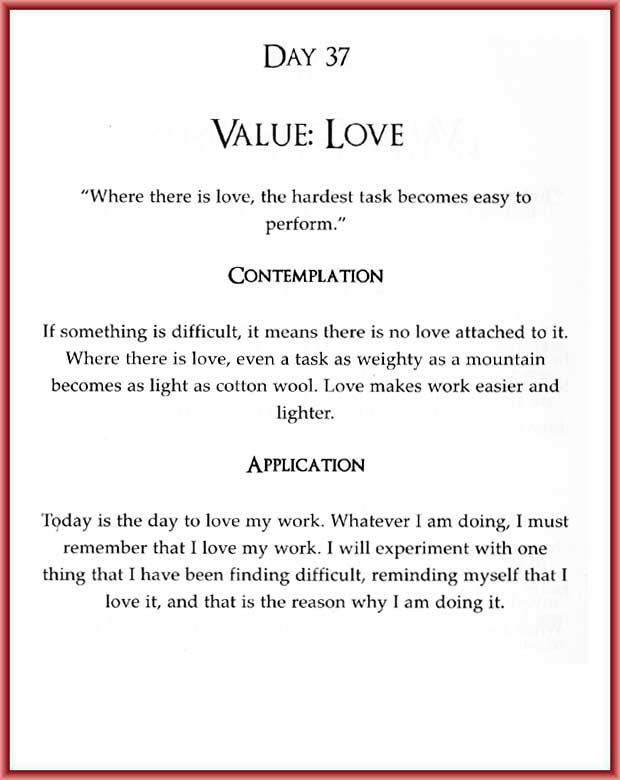 DAY 37
VALUE: LOVE
“Where there is love, the hardest task becomes easy to
perform.”
CONTEMPLATION
If something is difficult, it means there is no love attached to it.
Where there is love, even a task as weighty as a mountain
becomes as light as cotton wool. Love makes work easier and
lighter.
APPLICATION
Today is the day to love my work. Whatever I am doing, I must
remember that I love my work. I will experiment with one
thing that I have been finding difficult, reminding myself that I
love it, and that is the reason why I am doing it.